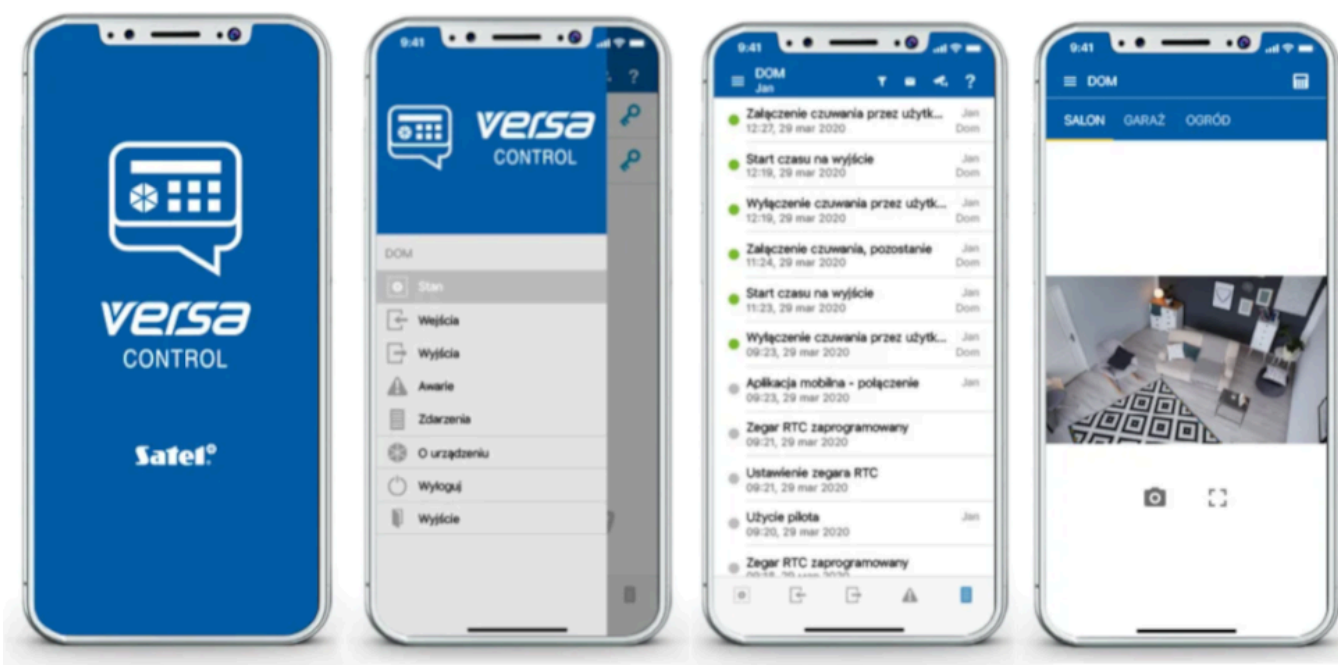 VERSA
CONTROL
Satel®
9:41
?
VERSA
CONTROL
DOM
Stan
Wejścia
Wyjścia
Awarie
Zdarzenia
O urządzeniu
Wyloguj
Wyjście
9:41
DOM
Jan
?
Załączenie czuwania przez użytk... Jan
12:27, 29 mar 2020 Dom
Start czasu na wyjście Jan
12:19, 29 mar 2020 Dom
Wyłączenie czuwania przez użytk... Jan
12:19, 29 mar 2020 Dom
Załączenie czuwania, pozostanie Jan
11:24, 29 mar 2020 Dom
Start czasu na wyjście Jan
11:23, 29 mar 2020 Dom
Wyłączenie czuwania przez użytk... Jan
09:23, 29 mar 2020 Dom
Aplikacja mobilna - połączenie Jan
09:23, 29 mar 2020
Zegar RTC zaprogramowany
09:21, 29 mar 2020
Ustawienie zegara RTC
09:21, 29 mar 2020
Użycie pilota Jan
09:20, 29 mar 2020
Zegar RTC zaprogramowany
9:41
DOM
SALON GARAŻ OGRÓD